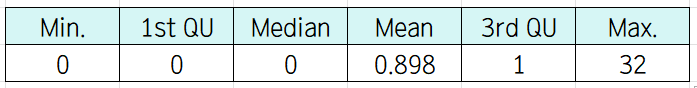 Min. 1st QU Median Mean 3rd QU Max.
0 0 0 0.898 1 32